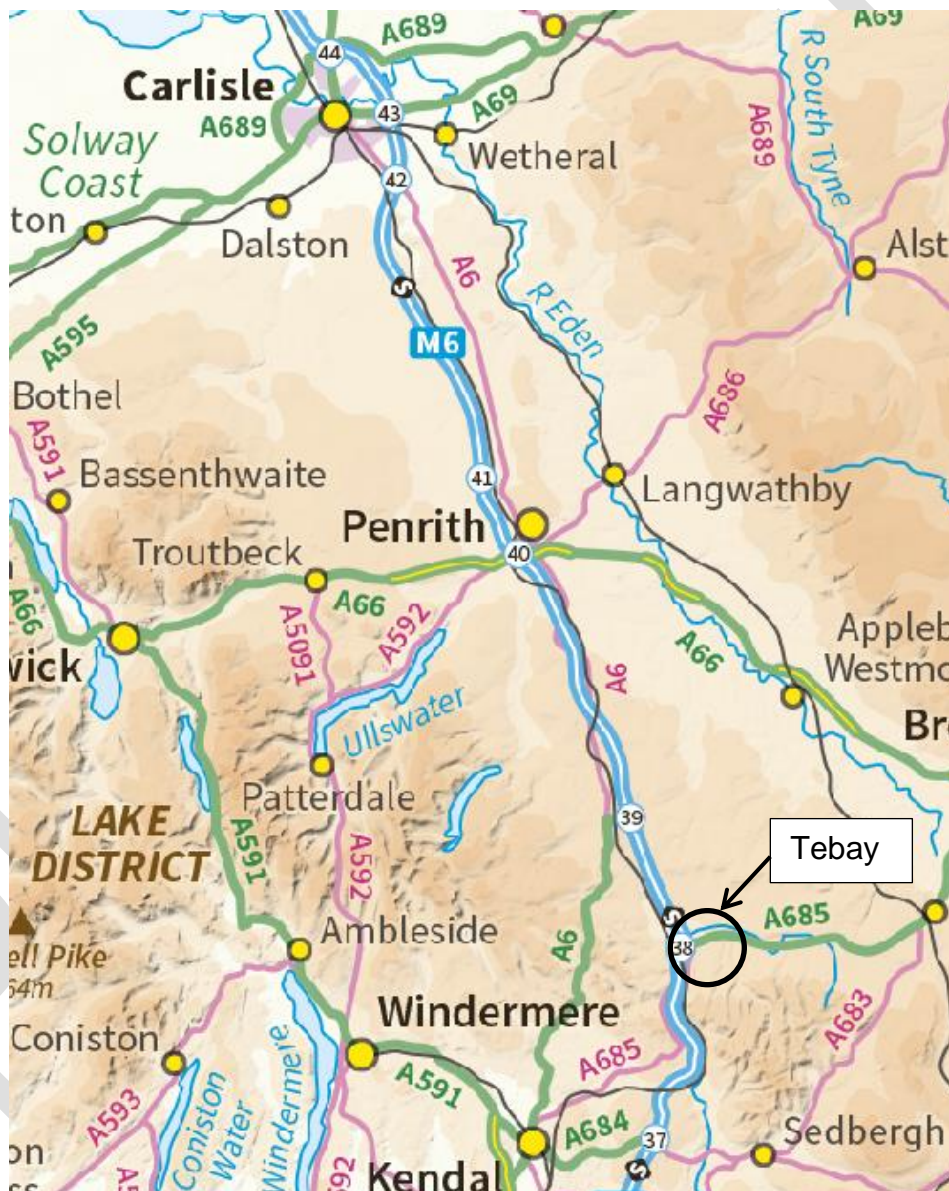 A689
A69
44
Carlisle
43
A69
R South Tyne
A689
A689
Solway
Coast
Wetheral
42
ton
Dalston
A6
Alst
R Eden
A595
M6
Bothel
A686
A591
Bassenthwaite
41
Langwathby
Penrith
Troutbeck
40
A66
A66
A592
A5091
A66
Appleb
Westmo
wick
A6
Ullswater
Br
Patterdale
LAKE
DISTRICT
A591
39
Tebay
A592
S
A685
Ambleside
A6
38
ell Pike
64m
Windermere
A683
Coniston
A685
Windermere
A591
Coniston
Water
A593
A684
37
Sedbergh
on
Kendal
S
ss
A5
92
S